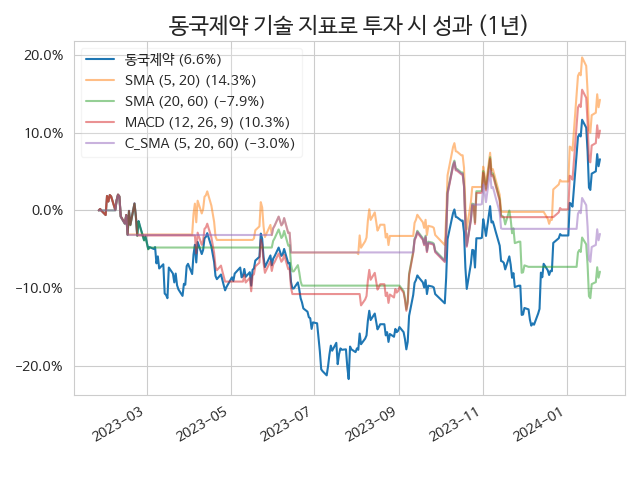 동국제약 기술 지표로 투자 시 성과 (1년)
동국제약 (6.6%)
SMA (5, 20) (14.3%)
SMA (20, 60) (−7.9%)
MACD (12, 26, 9) (10.3%)
C_SMA (5, 20, 60) (−3.0%)
20.0%
10.0%
0.0%
−10.0%
−20.0%
2023-03
2023-05
2023-07
2023-09
2023-11
2024-01